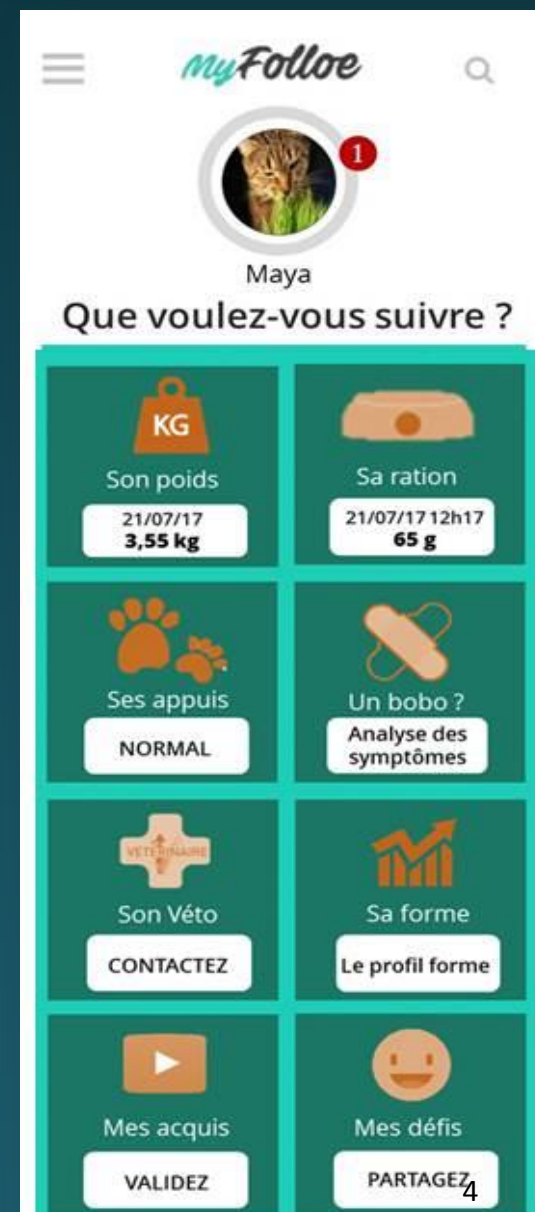 myFolloe
1
Maya
Que voulez-vous suivre ?
KG
Son poids
21/07/17
3,55 kg
Sa ration
21/07/17 12h17
65 g
Ses appuis
NORMAL
Un bobo ?
Analyse des
symptômes
VETERINAIRE
Son Véto
CONTACTEZ
Sa forme
Le profil forme
Mes acquis
VALIDEZ
Mes défis
PARTAGEZ
4